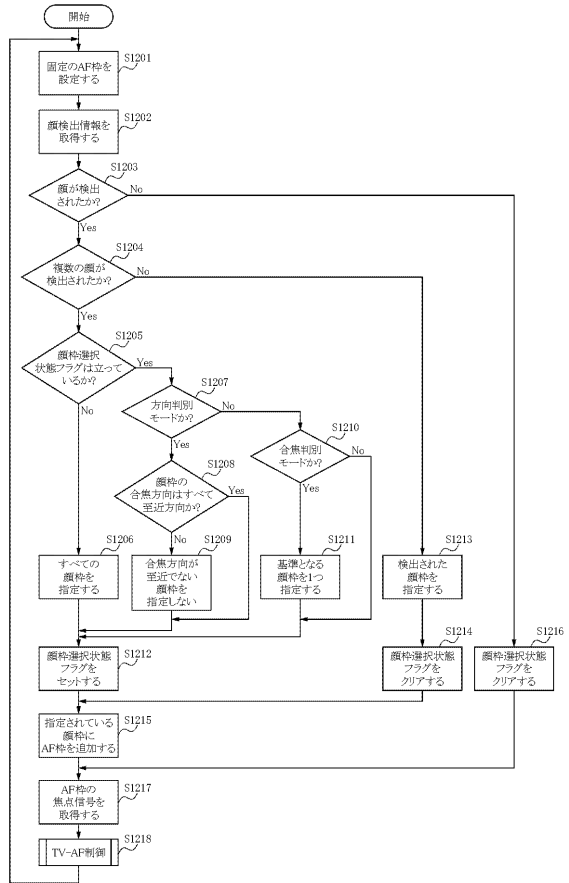 開始
S1201
固定のAF枠を
設定する
S1202
顔検出情報を
取得する
S1203
顔が検出
されたか?
No
Yes
S1204
複数の顔が
検出されたか?
No
Yes
S1205
顔枠選択
状態フラグは立って
いるか?
Yes
No
S1207
方向判別
モードか?
No
Yes
S1210
合焦判別
モードか?
No
Yes
S1208
顔枠の
合焦方向はすべて
至近方向か?
Yes
No
S1206
すべての
顔枠を
指定する
S1209
合焦方向が
至近でない
顔枠を
指定しない
S1211
基準となる
顔枠を1つ
指定する
S1213
検出された
顔枠を
指定する
S1212
顔枠選択状態
フラグを
セットする
S1214
顔枠選択状態
フラグを
クリアする
S1216
顔枠選択状態
フラグを
クリアする
S1215
指定されている
顔枠に
AF枠を追加する
S1217
AF枠の
焦点信号を
取得する
S1218
TV-AF制御